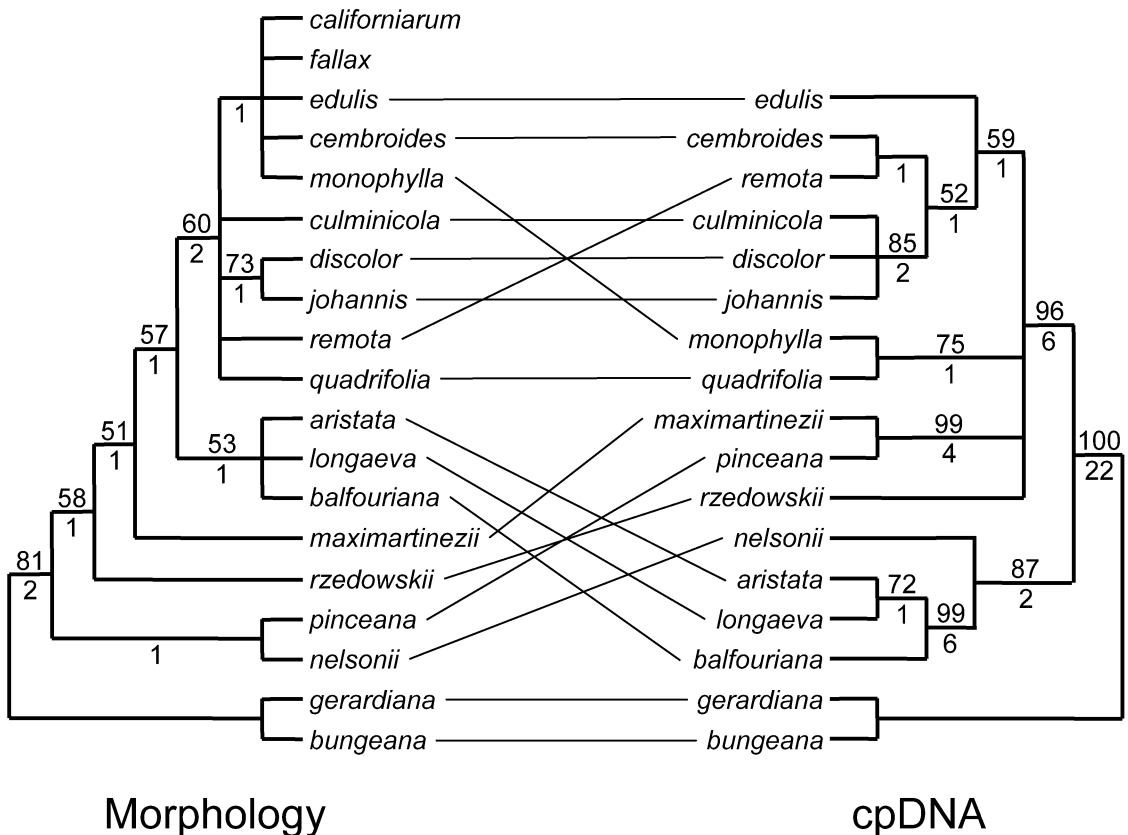 californiarum
fallax
edulis edulis
1 59
1
cembroides cembroides
monophylla remota
1
52
1
60
2
culminicola culminicola
85
2
73
1
discolor discolor
johannis johannis
57
1
remota monophylla
96
6
75
1
quadrifolia quadrifolia
51
1
aristata maximartinezii
99
4
53
1
longaeva pinceana
100
22
58
1
balfouriana rzedowskii
maximartinezii nelsonii
81
2
rzedowskii aristata
72
1
87
2
pinceana longaeva
99
6
1
nelsonii balfouriana
gerardiana gerardiana
bungeana bungeana
Morphology cpDNA